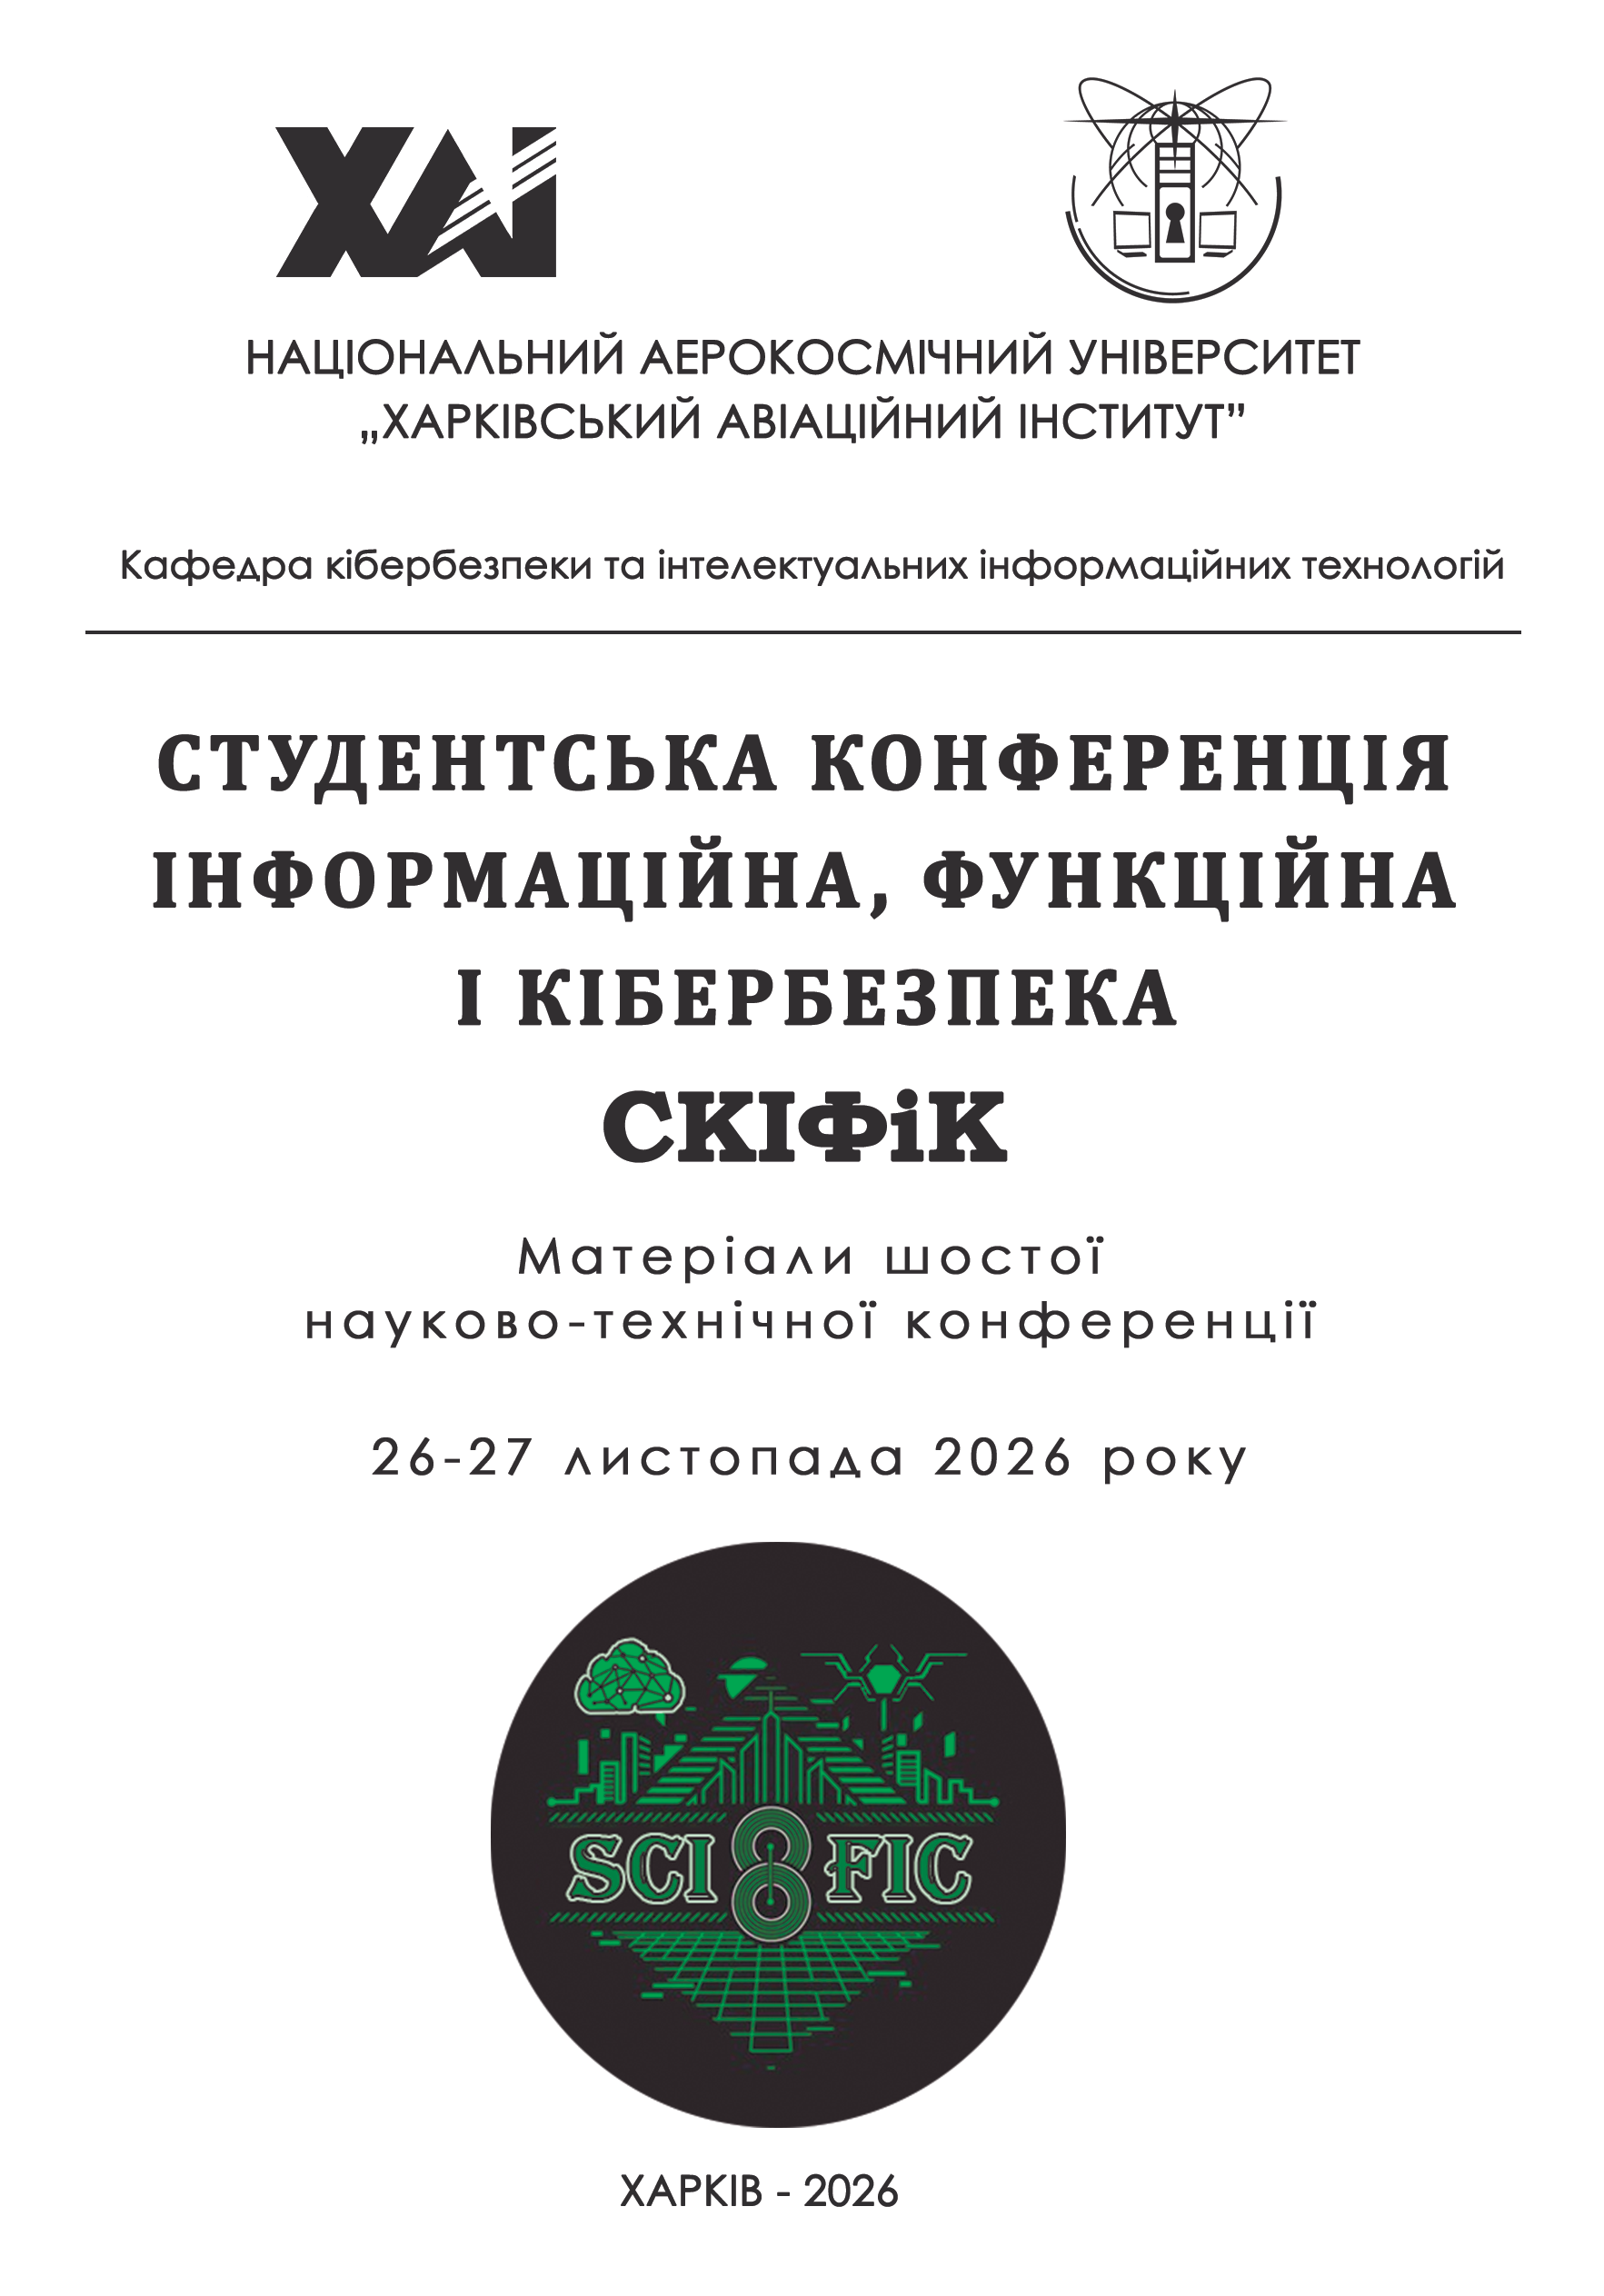 ХАІ
НАЦІОНАЛЬНИЙ АЕРОКОСМІЧНИЙ УНІВЕРСИТЕТ
„ХАРКІВСЬКИЙ АВІАЦІЙНИЙ ІНСТИТУТ”
Кафедра кібербезпеки та інтелектуальних інформаційних технологій
СТУДЕНТСЬКА КОНФЕРЕНЦІЯ
ІНФОРМАЦІЙНА, ФУНКЦІЙНА
І КІБЕРБЕЗПЕКА
СКІФіК
Матеріали шостої
науково-технічної конференції
26-27 листопада 2026 року
SCI 8 FIC
ХАРКІВ - 2026